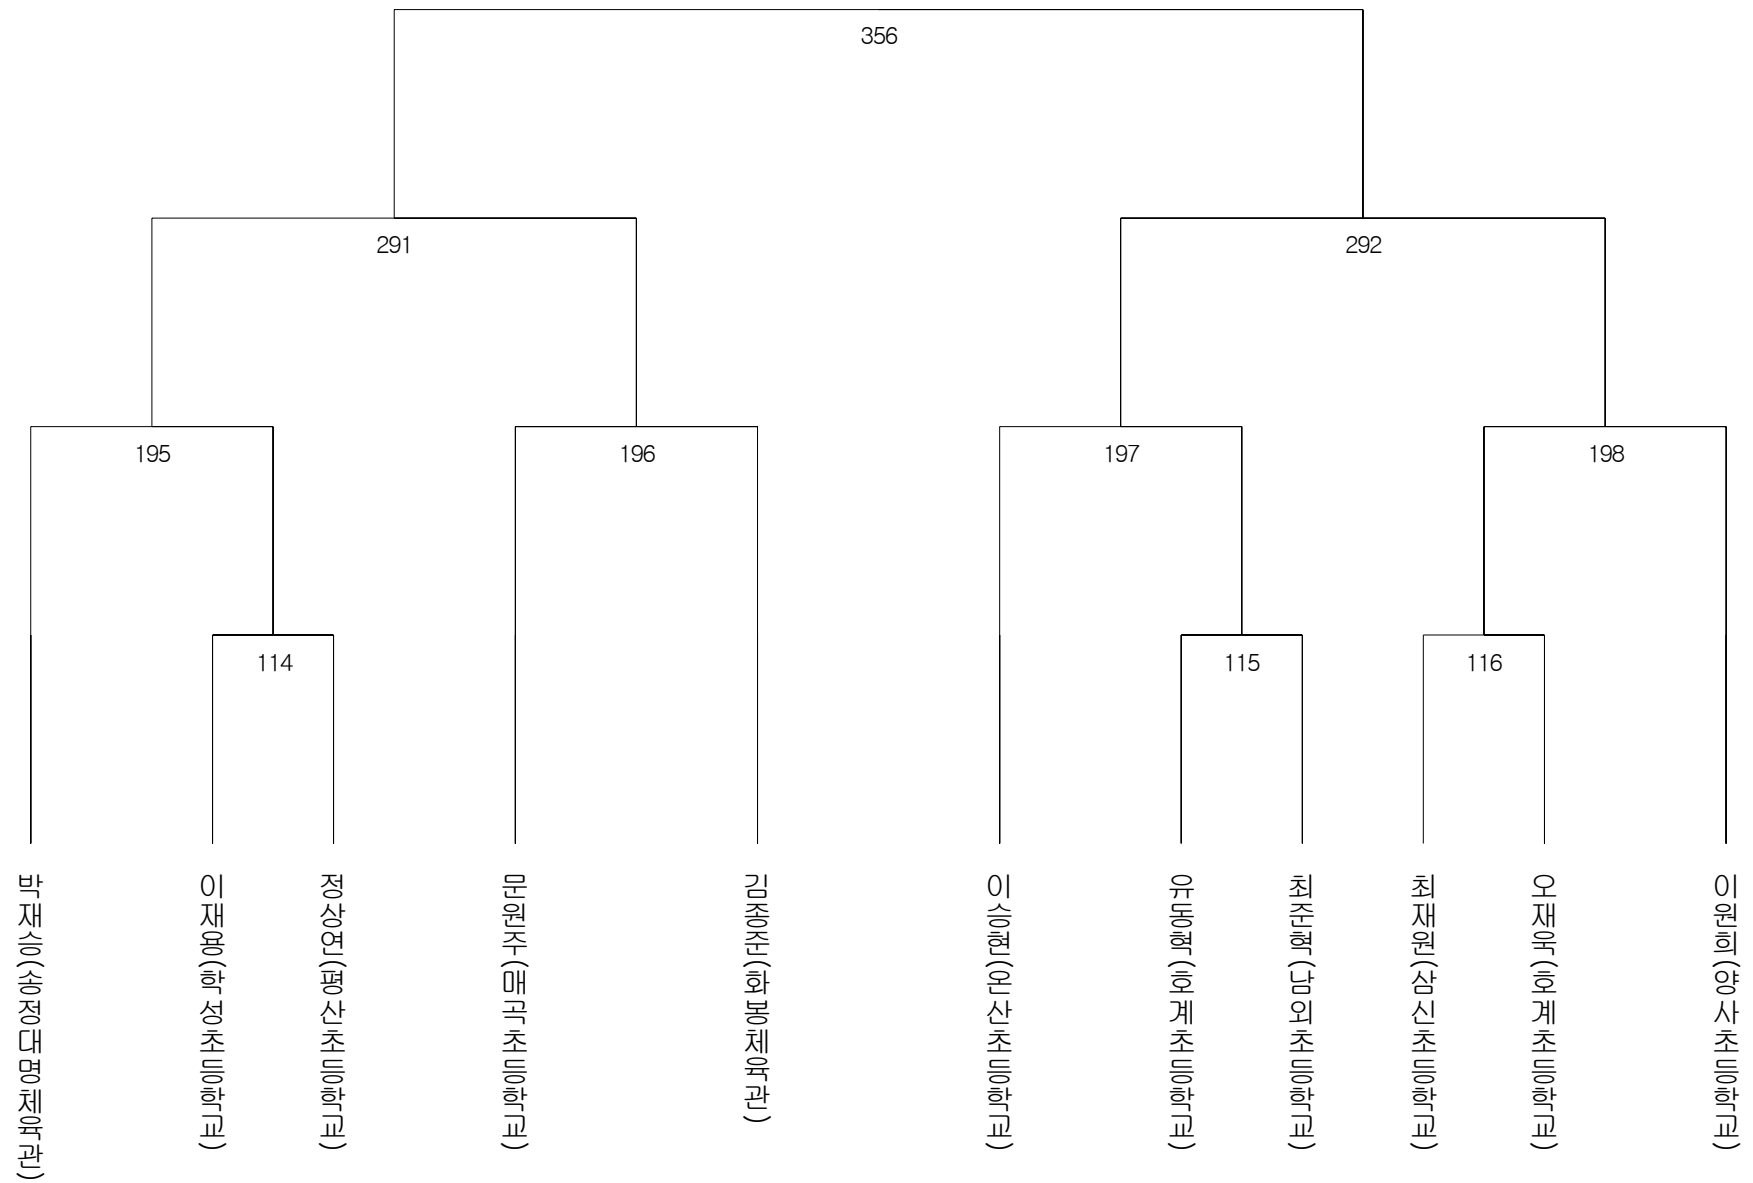 356
291
292
195
196
197
198
114
115
116
박재승(송정대명체육관)
이재용(학성초등학교)
정상연(평산초등학교)
문원주(매곡초등학교)
김종준(화봉체육관)
이승현(온산초등학교)
유동혁(호계초등학교)
최준혁(남외초등학교)
최재원(삼신초등학교)
오재욱(호계초등학교)
이원희(양사초등학교)